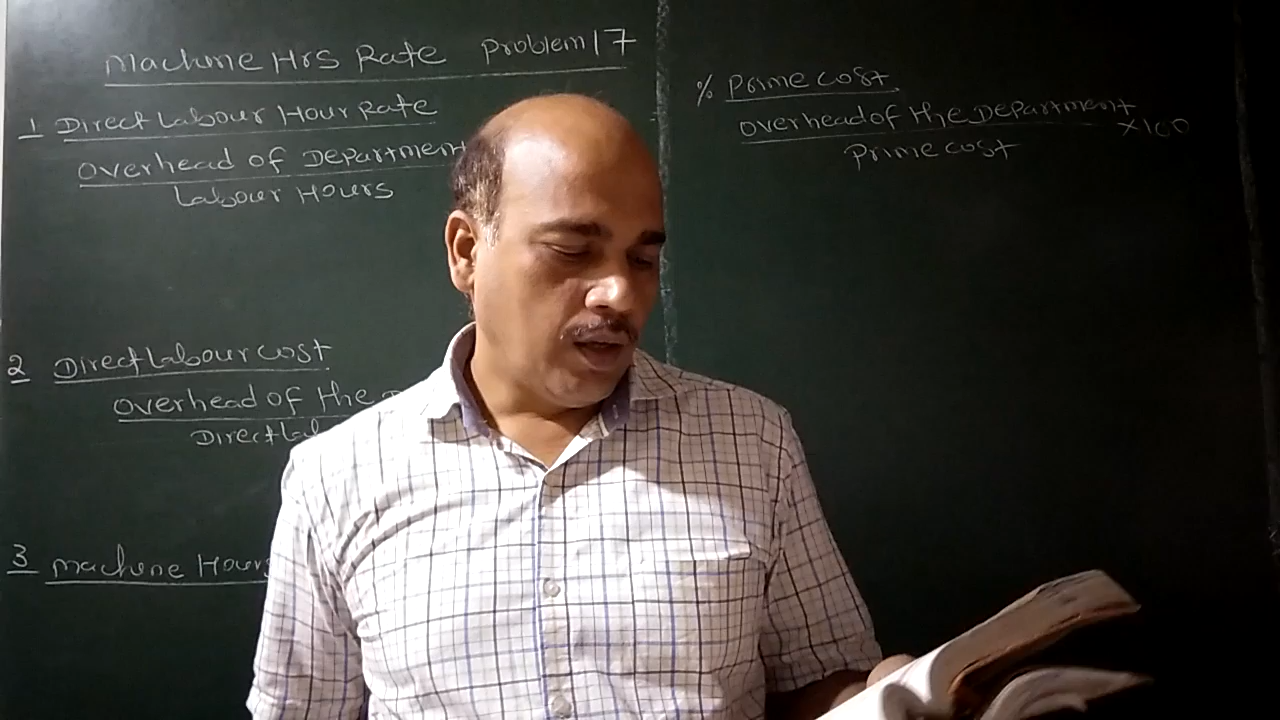 Machine Hrs Rate Problem 17
1 Direct Labour Hour Rate
Overhead of Department
Labour Hours
2 Direct Labour cost
Overhead of the
Direct
3 Machine Hours
% Prime cost
overhead of the Department ×100
Prime cost